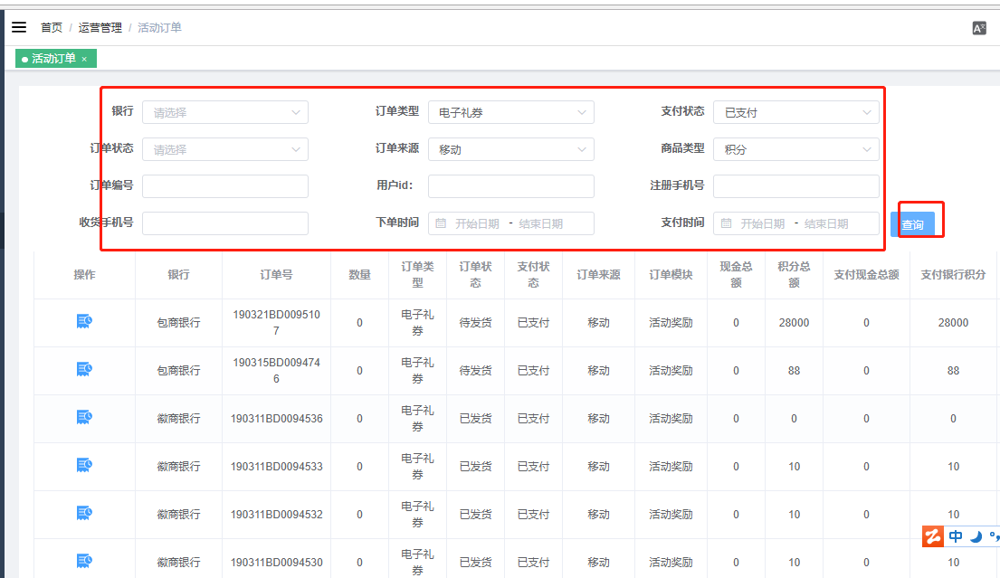 首页 / 运营管理 / 活动订单
活动订单 ×
银行 请选择 订单类型 电子礼券 支付状态 已支付
订单状态 请选择 订单来源 移动 商品类型 积分
订单编号 用户id: 注册手机号
收货手机号 下单时间 开始日期 - 结束日期 支付时间 开始日期 - 结束日期 查询
操作 银行 订单号 数量 订单类型 订单状态 支付状态 订单来源 订单模块 现金总额 积分总额 支付现金总额 支付银行积分
包商银行 190321BD0095107 0 电子礼券 待发货 已支付 移动 活动奖励 0 28000 0 28000
包商银行 190315BD0094746 0 电子礼券 待发货 已支付 移动 活动奖励 0 88 0 88
徽商银行 190311BD0094536 0 电子礼券 已发货 已支付 移动 活动奖励 0 0 0 0
徽商银行 190311BD0094533 0 电子礼券 已发货 已支付 移动 活动奖励 0 10 0 10
徽商银行 190311BD0094532 0 电子礼券 已发货 已支付 移动 活动奖励 0 10 0 10
中
徽商银行 190311BD0094530 0 电子礼券 已发货 已支付 移动 活动奖励 0 10 0 10